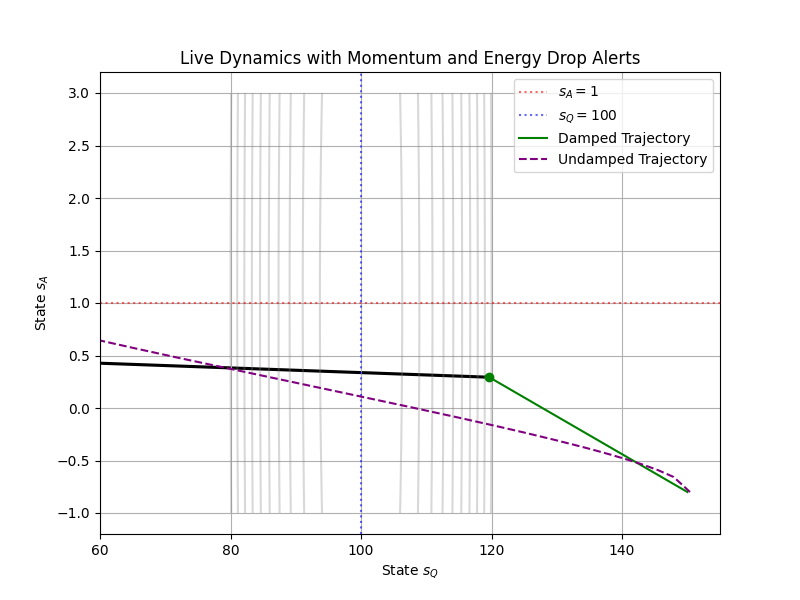 Live Dynamics with Momentum and Energy Drop Alerts
3.0
2.5
2.0
1.5
1.0
0.5
0.0
−0.5
−1.0
State s_A
s_A = 1
s_Q = 100
Damped Trajectory
Undamped Trajectory
60 80 100 120 140
State s_Q